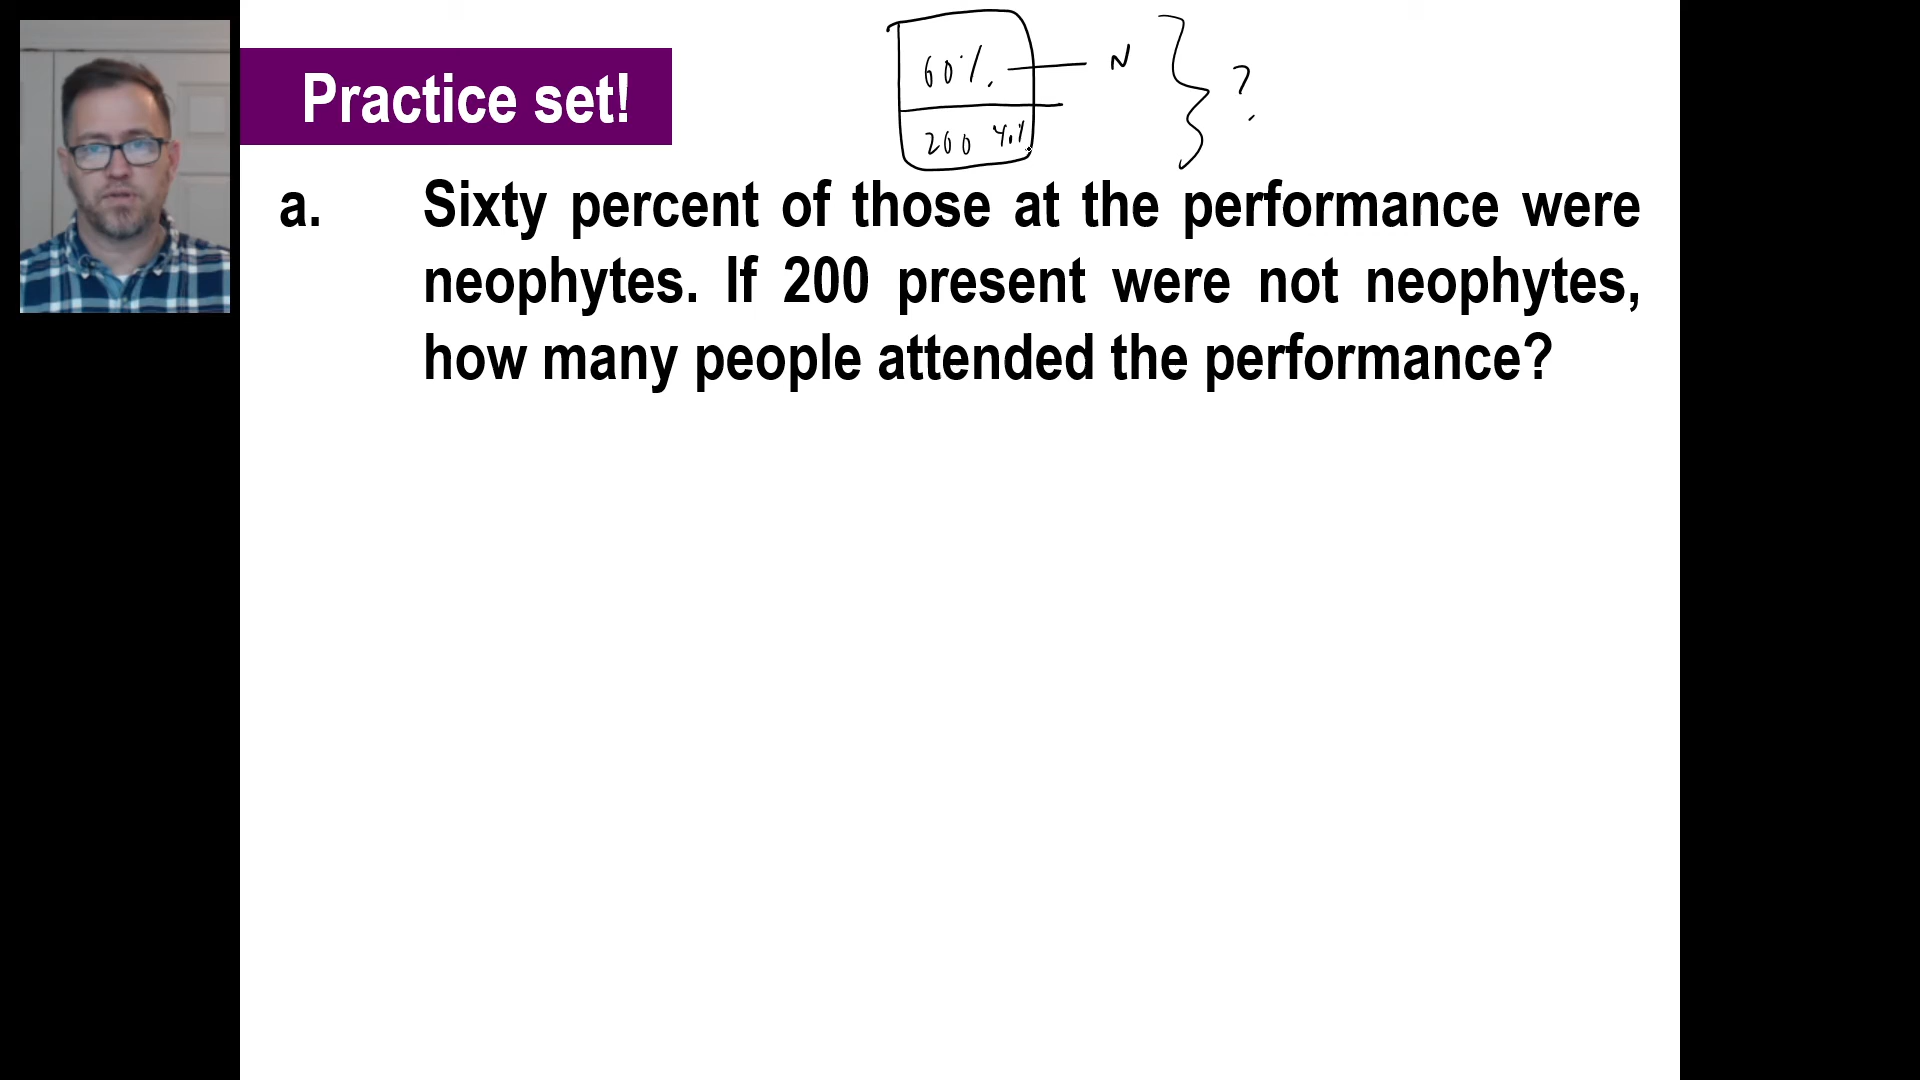 60%. N
?
200 40%
Practice set!
a. Sixty percent of those at the performance were
neophytes. If 200 present were not neophytes,
how many people attended the performance?